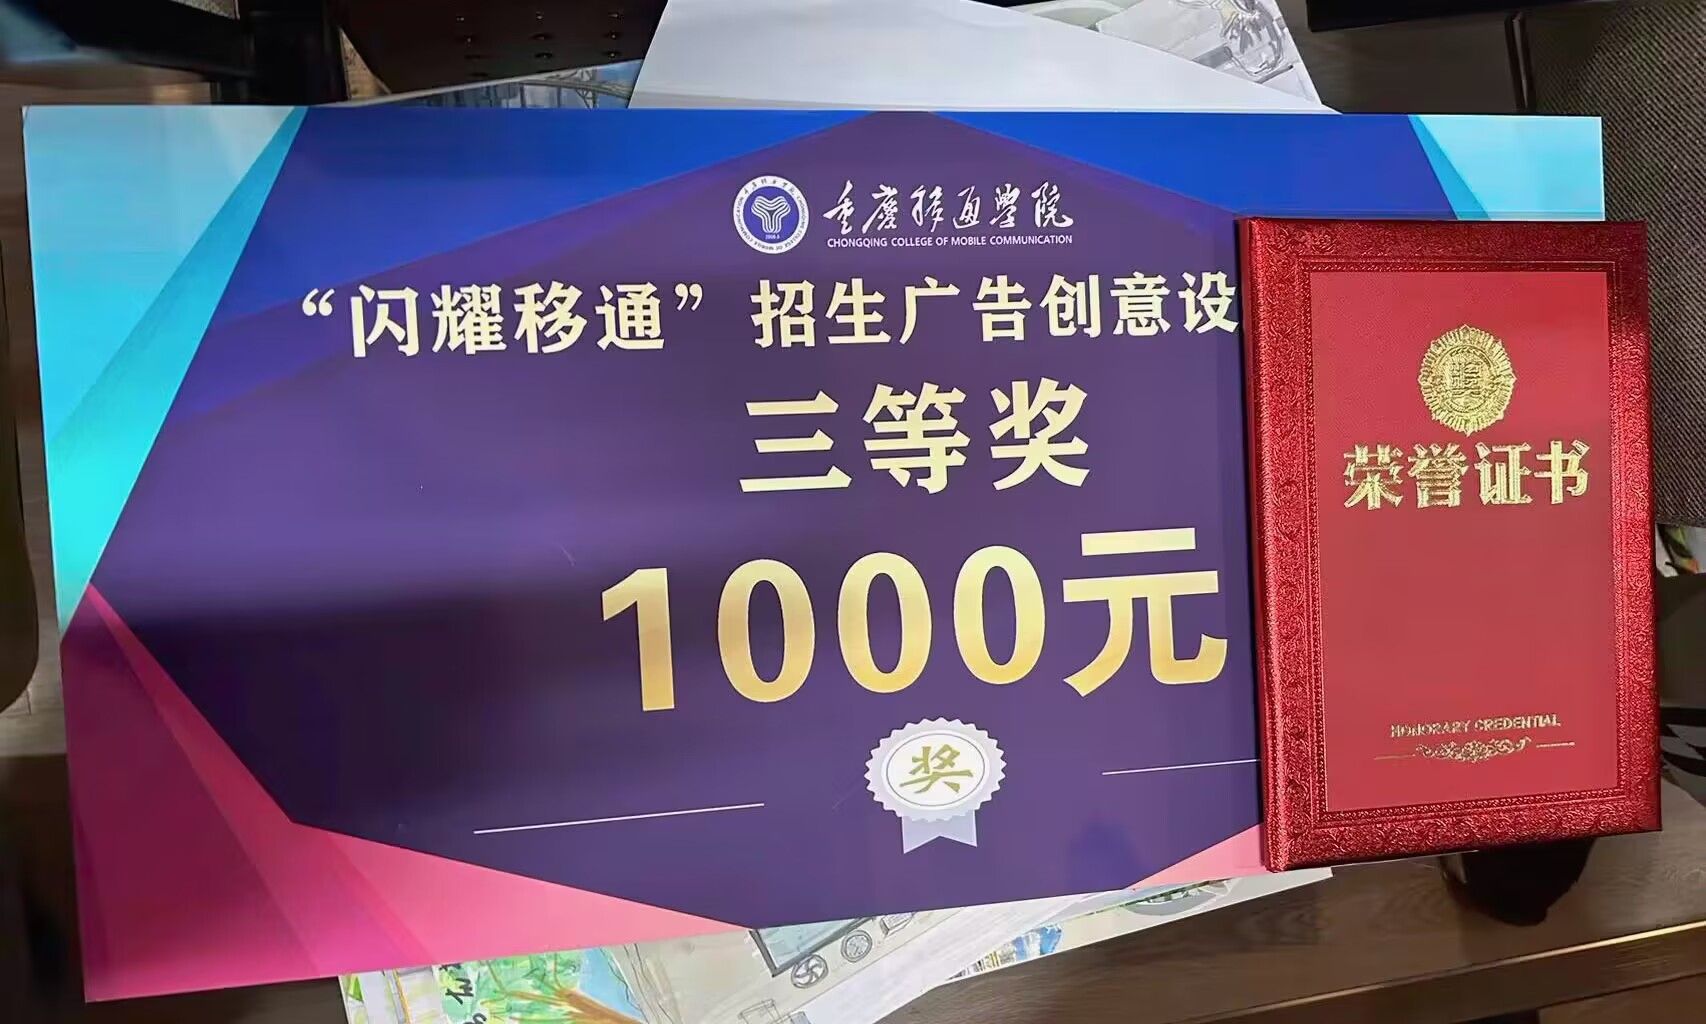 重庆移通学院
CHONGQING COLLEGE OF MOBILE COMMUNICATION
“闪耀移通”招生广告创意设
三等奖
1000元
奖
荣誉证书
HONORARY CREDENTIAL